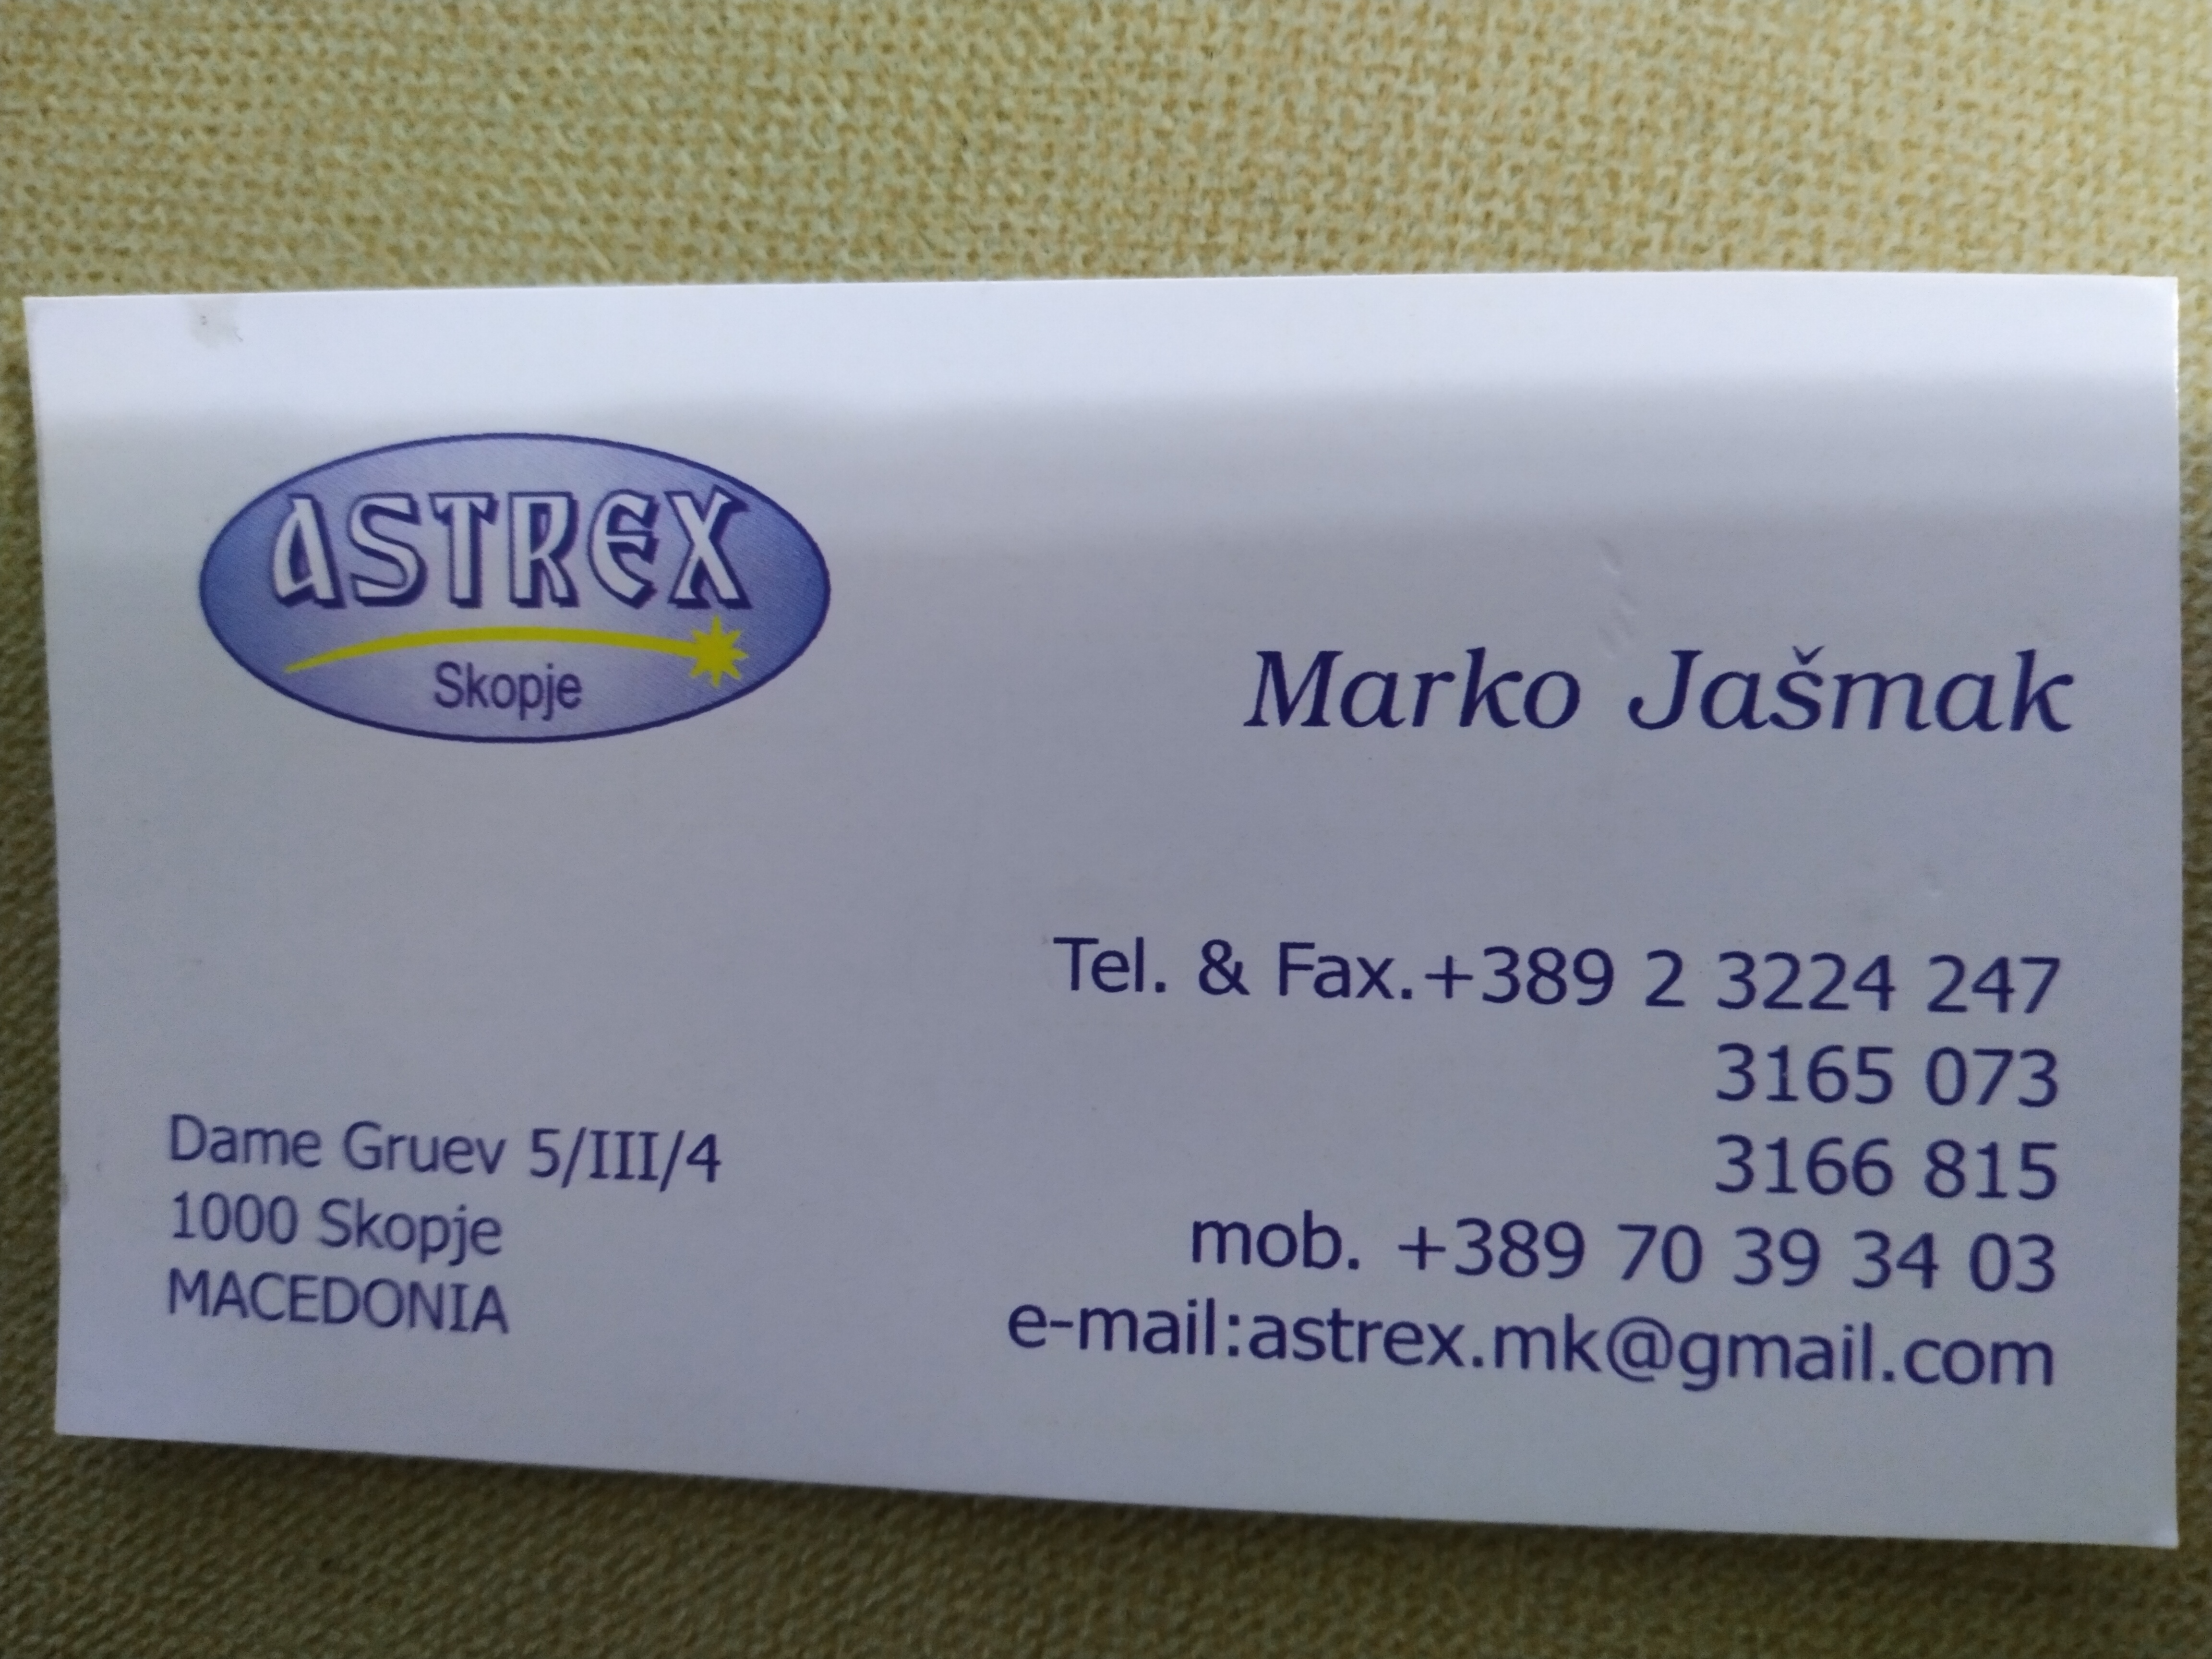 ASTREX
Skopje
Marko Jašmak
Tel. & Fax.+389 2 3224 247
3165 073
3166 815
mob. +389 70 39 34 03
e-mail:astrex.mk@gmail.com
Dame Gruev 5/III/4
1000 Skopje
MACEDONIA